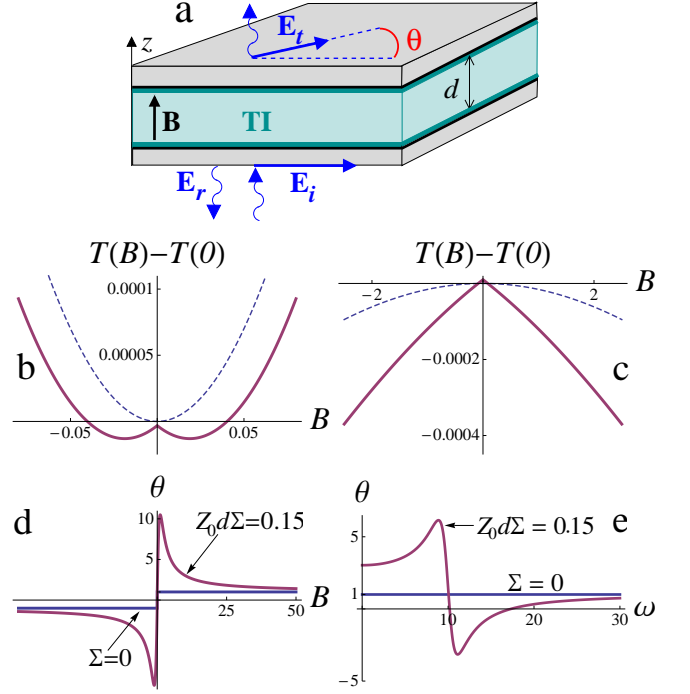 a
z
E_t
θ
B
TI
d
E_r
E_i
T(B)−T(0)
0.0001
0.00005
−0.05
0.05
B
b
T(B)−T(0)
−2
2
B
−0.0002
−0.0004
c
d
θ
10
5
Z_0dΣ=0.15
Σ=0
25
50
B
θ
e
5
1
−5
Z_0dΣ = 0.15
Σ = 0
10
20
30
ω